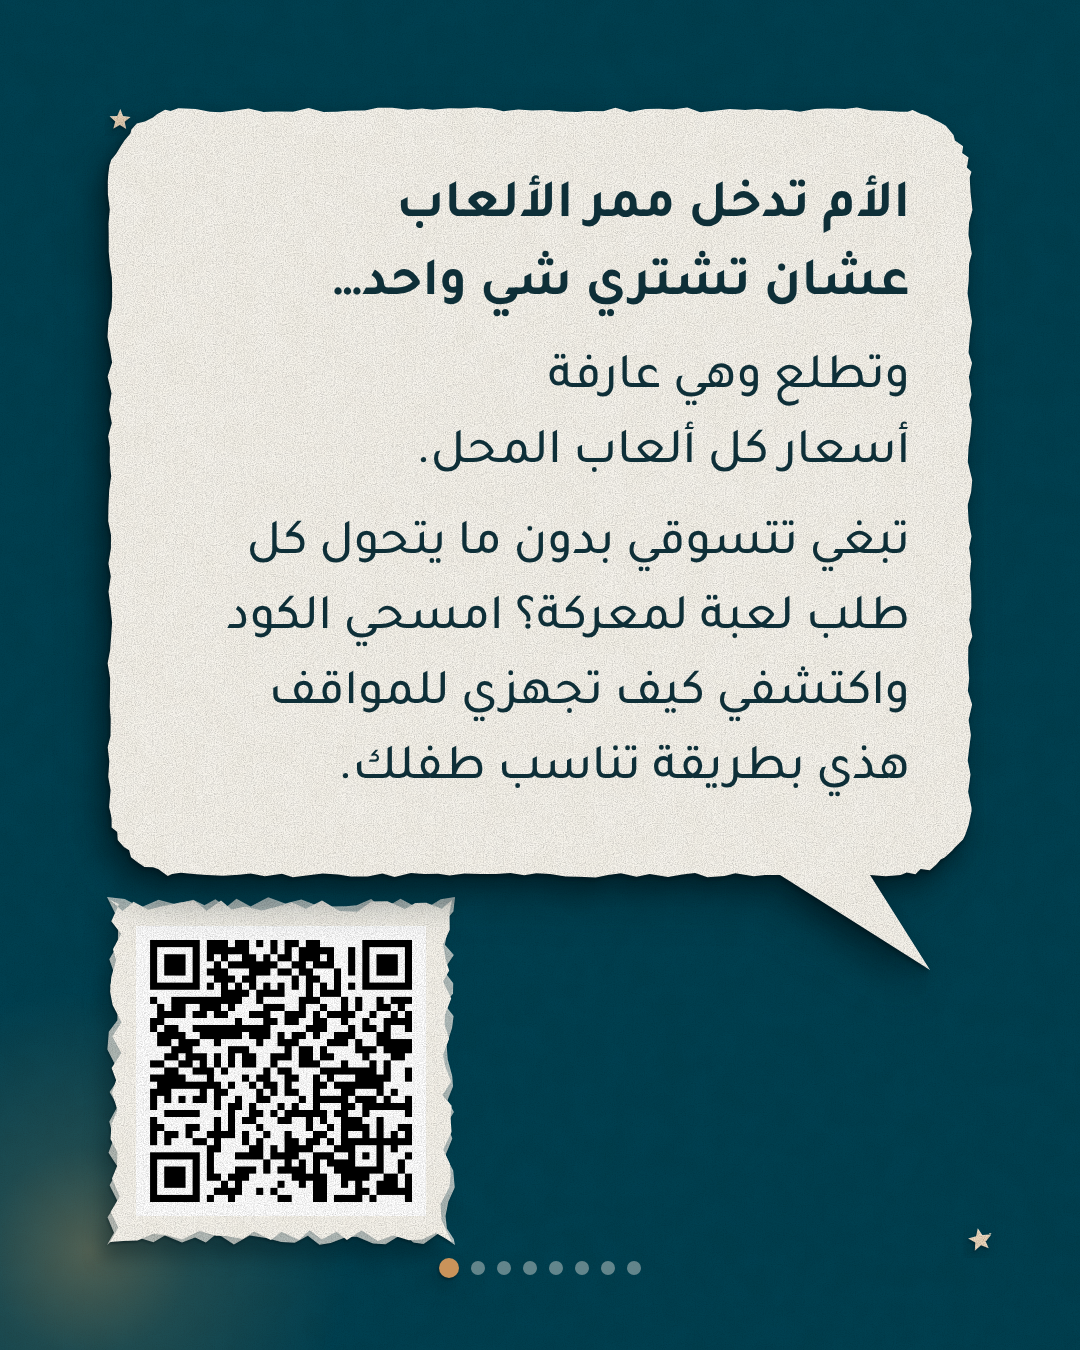 الأم تدخل ممر الألعاب
عشان تشتري شي واحد...
وتطلع وهي عارفة
أسعار كل ألعاب المحل.
تبغي تتسوقي بدون ما يتحول كل
طلب لعبة لمعركة؟ امسحي الكود
واكتشفي كيف تجهزي للمواقف
هذي بطريقة تناسب طفلك.